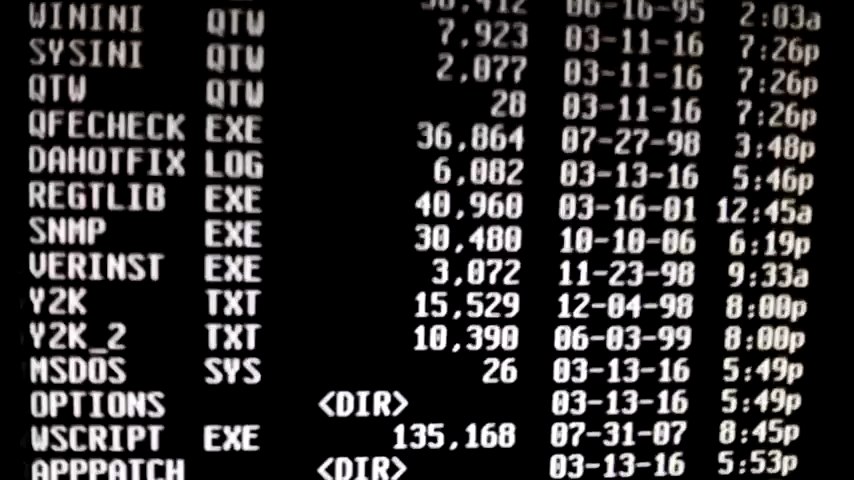 06-16-95 2:03a
WININI QTW 7,923 03-11-16 7:26p
SYSINI QTW 2,077 03-11-16 7:26p
QTW QTW 28 03-11-16 7:26p
QFECHECK EXE 36,864 07-27-98 3:48p
DAHOTFIX LOG 6,082 03-13-16 5:46p
REGTLIB EXE 40,960 03-16-01 12:45a
SNMP EXE 30,480 10-10-06 6:19p
VERINST EXE 3,072 11-23-98 9:33a
Y2K TXT 15,529 12-04-98 8:00p
Y2K_2 TXT 10,390 06-03-99 8:00p
MSDOS SYS 26 03-13-16 5:49p
OPTIONS <DIR> 03-13-16 5:49p
WSCRIPT EXE 135,168 07-31-07 8:45p
APPPATCH <DIR> 03-13-16 5:53p